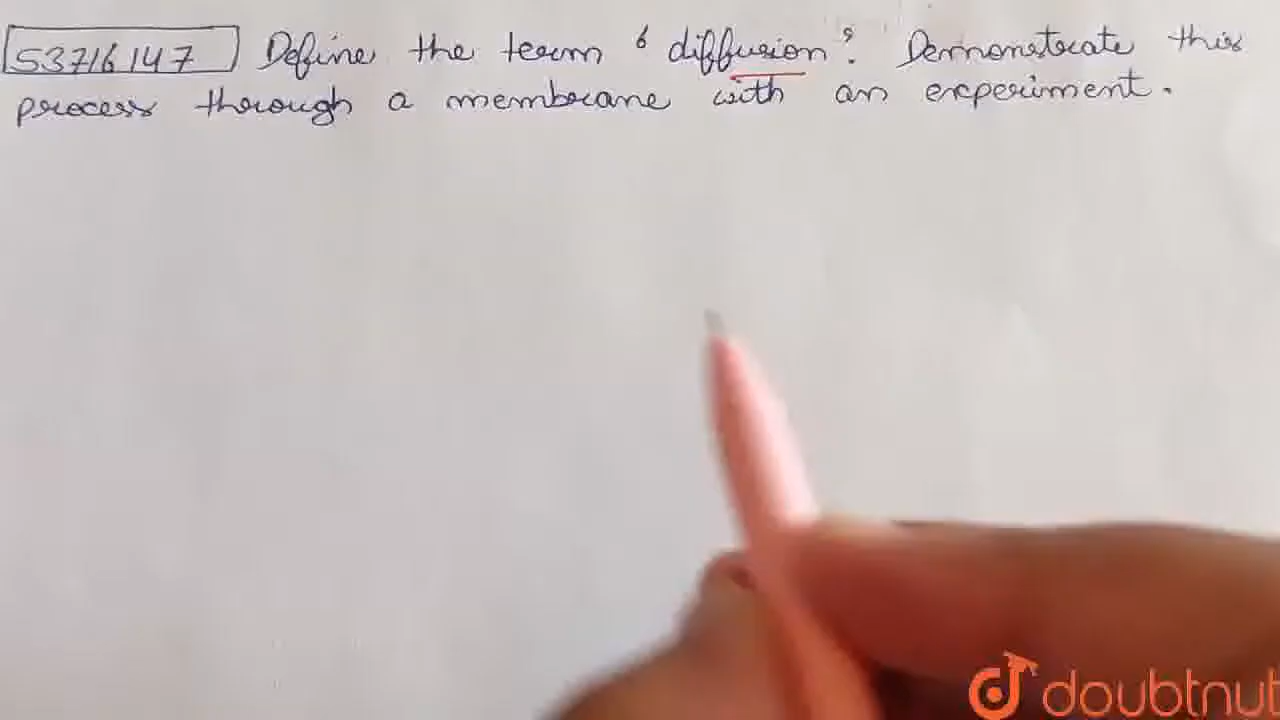 53716147 Define the term ‘diffusion’. Demonstrate this
process through a membrane with an experiment.
doubtnut